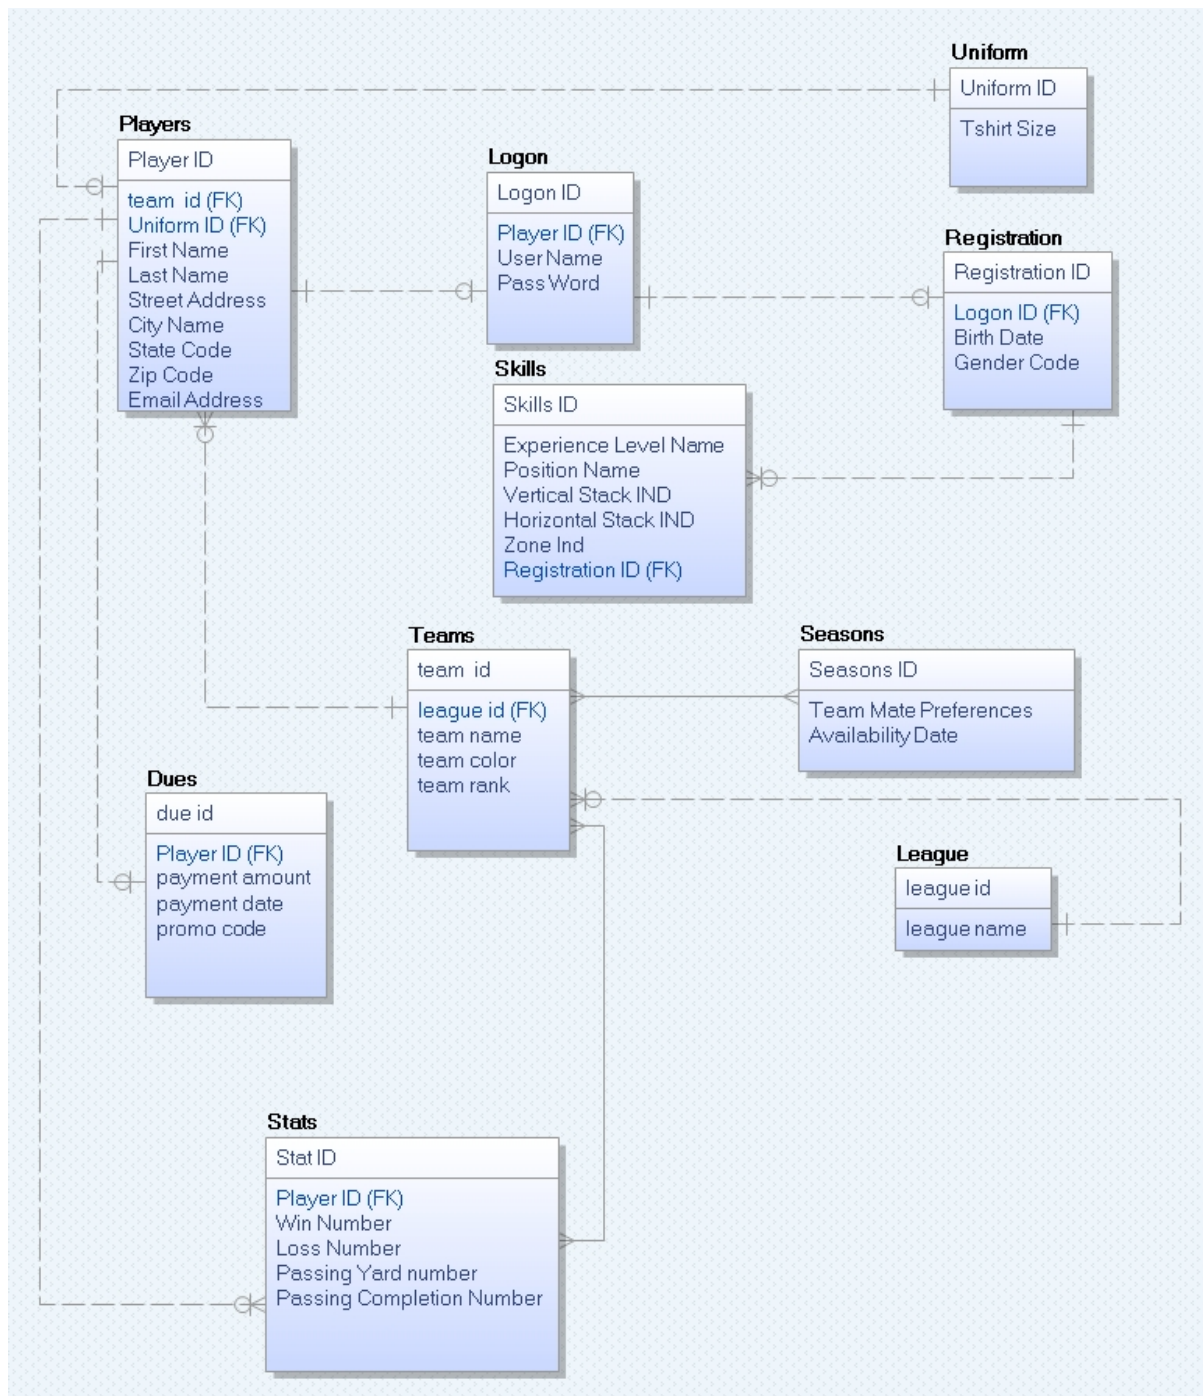 Uniform
Uniform ID
Tshirt Size
Players
Player ID
team id (FK)
Uniform ID (FK)
First Name
Last Name
Street Address
City Name
State Code
Zip Code
Email Address
Logon
Logon ID
Player ID (FK)
User Name
Pass Word
Registration
Registration ID
Logon ID (FK)
Birth Date
Gender Code
Skills
Skills ID
Experience Level Name
Position Name
Vertical Stack IND
Horizontal Stack IND
Zone Ind
Registration ID (FK)
Teams
team id
league id (FK)
team name
team color
team rank
Seasons
Seasons ID
Team Mate Preferences
Availability Date
Dues
due id
Player ID (FK)
payment amount
payment date
promo code
League
league id
league name
Stats
Stat ID
Player ID (FK)
Win Number
Loss Number
Passing Yard number
Passing Completion Number